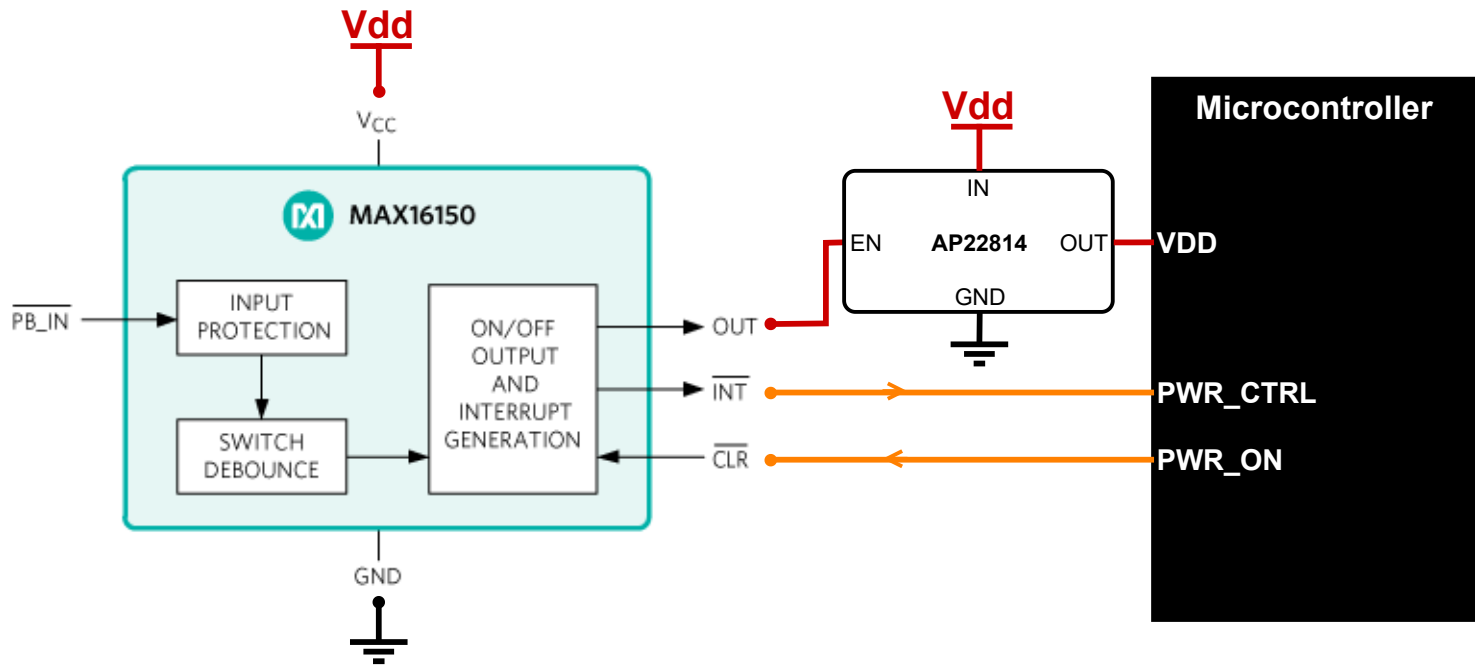 Vdd
VCC
MAX16150
PB_IN
INPUT
PROTECTION
SWITCH
DEBOUNCE
ON/OFF
OUTPUT
AND
INTERRUPT
GENERATION
OUT
INT
CLR
GND
Vdd
IN
EN
AP22814
OUT
GND
Microcontroller
VDD
PWR_CTRL
PWR_ON